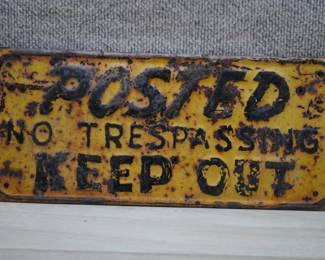 POSTED
NO TRESPASSING
KEEP OUT